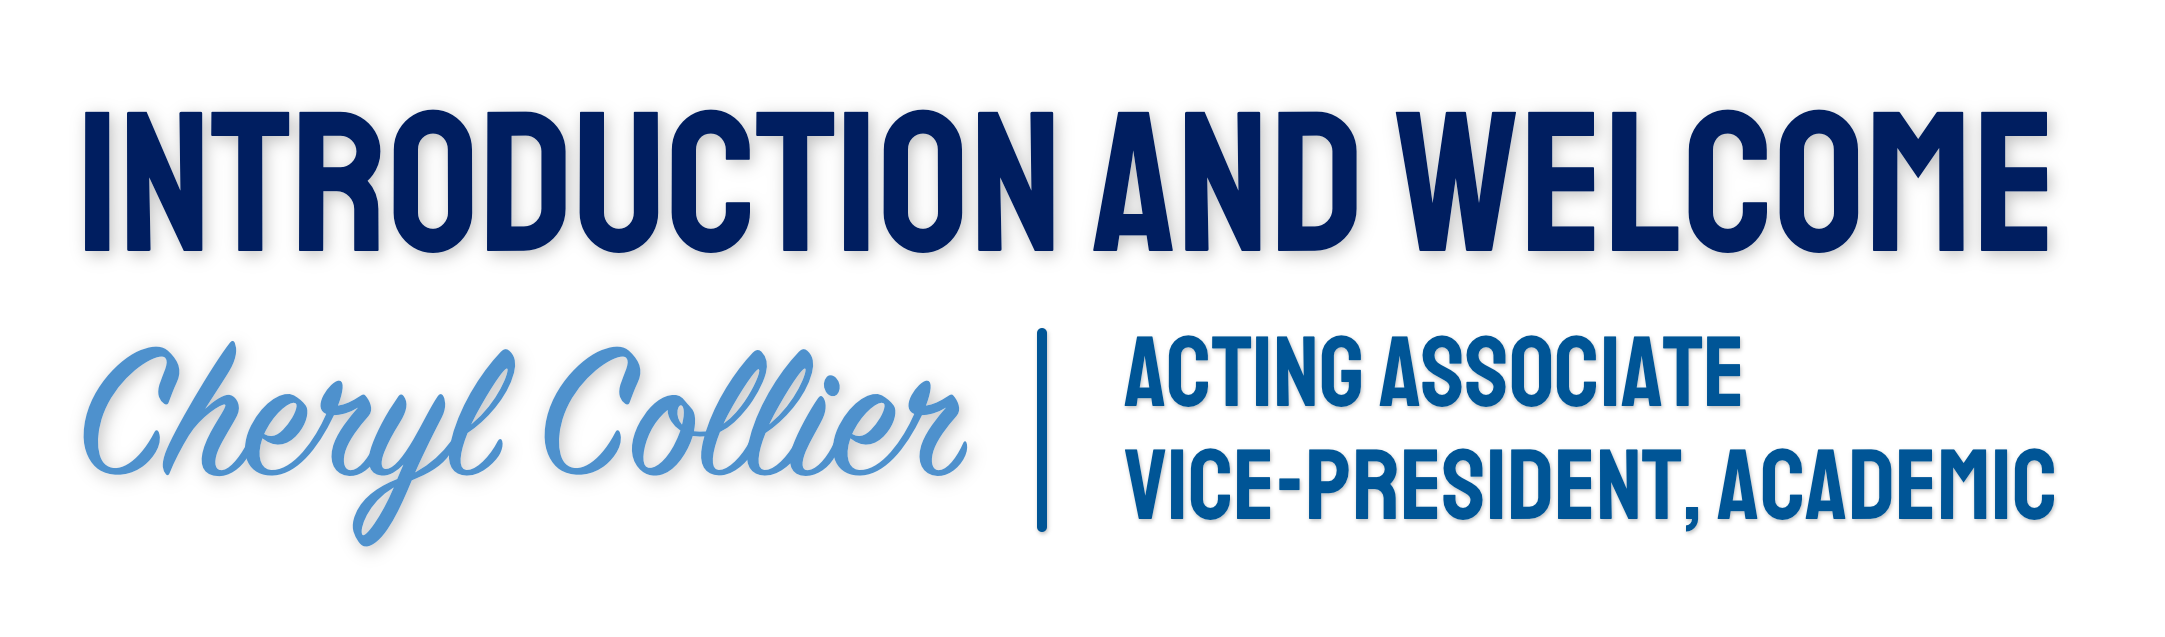 INTRODUCTION AND WELCOME
Cheryl Collier
ACTING ASSOCIATE
VICE-PRESIDENT, ACADEMIC